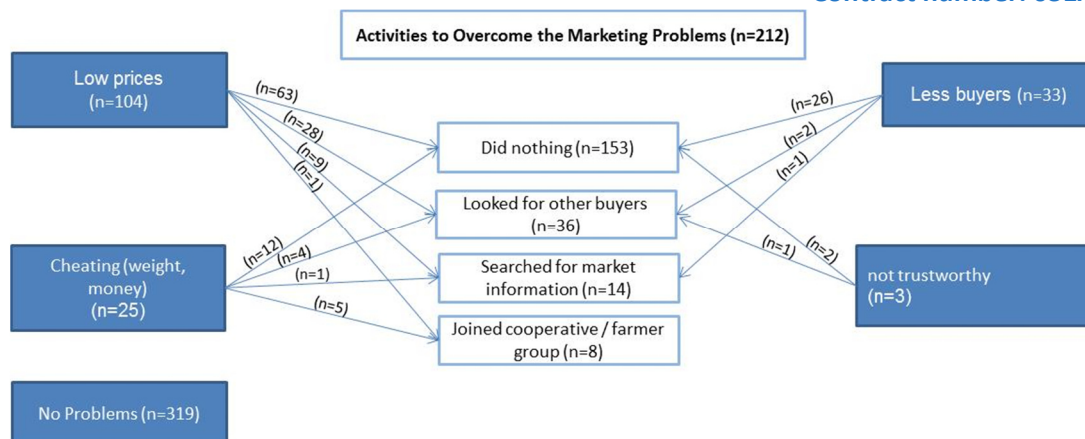 Activities to Overcome the Marketing Problems (n=212)
Low prices
(n=104)
Less buyers (n=33)
(n=63)
(n=28)
(n=9)
(n=1)
(n=26)
(n=2)
(n=1)
Did nothing (n=153)
Looked for other buyers
(n=36)
Searched for market
information (n=14)
Joined cooperative / farmer
group (n=8)
Cheating (weight,
money)
(n=25)
(n=12)
(n=4)
(n=1)
(n=5)
(n=1)
(n=2)
not trustworthy
(n=3)
No Problems (n=319)